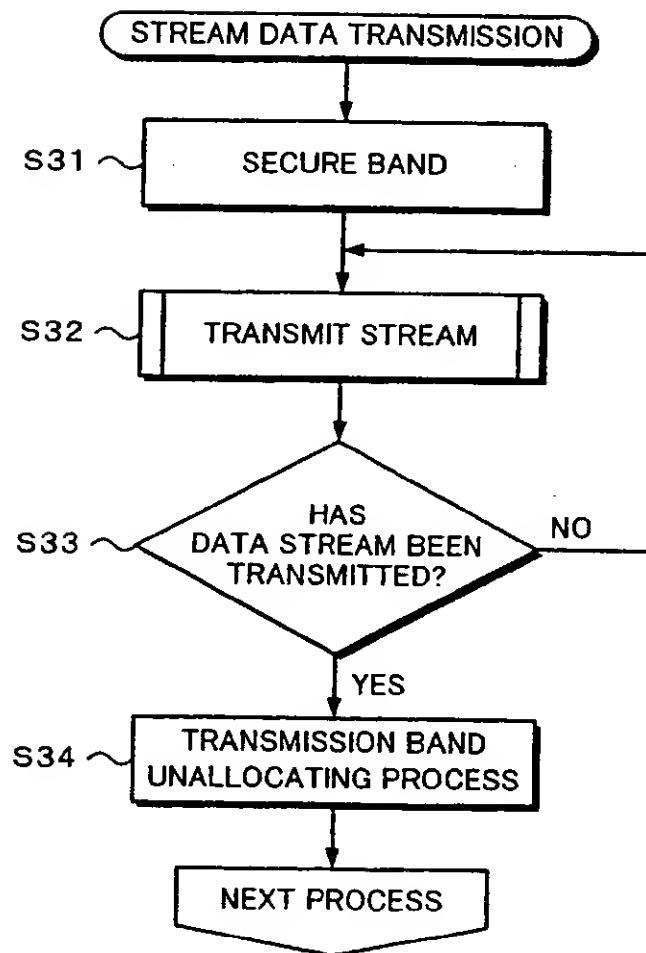 STREAM DATA TRANSMISSION
S31
SECURE BAND
S32
TRANSMIT STREAM
S33
HAS
DATA STREAM BEEN
TRANSMITTED?
NO
YES
S34
TRANSMISSION BAND
UNALLOCATING PROCESS
NEXT PROCESS